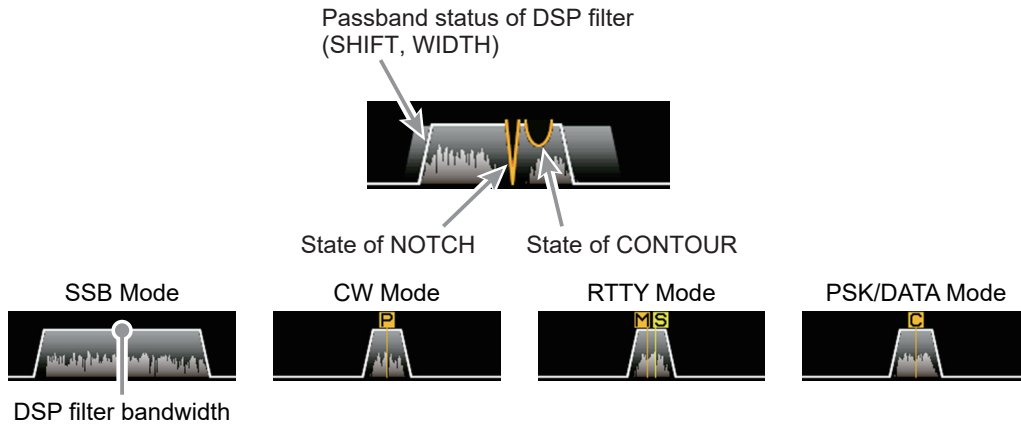 Passband status of DSP filter
(SHIFT, WIDTH)
State of NOTCH
State of CONTOUR
SSB Mode
CW Mode
RTTY Mode
PSK/DATA Mode
P
M S
C
DSP filter bandwidth